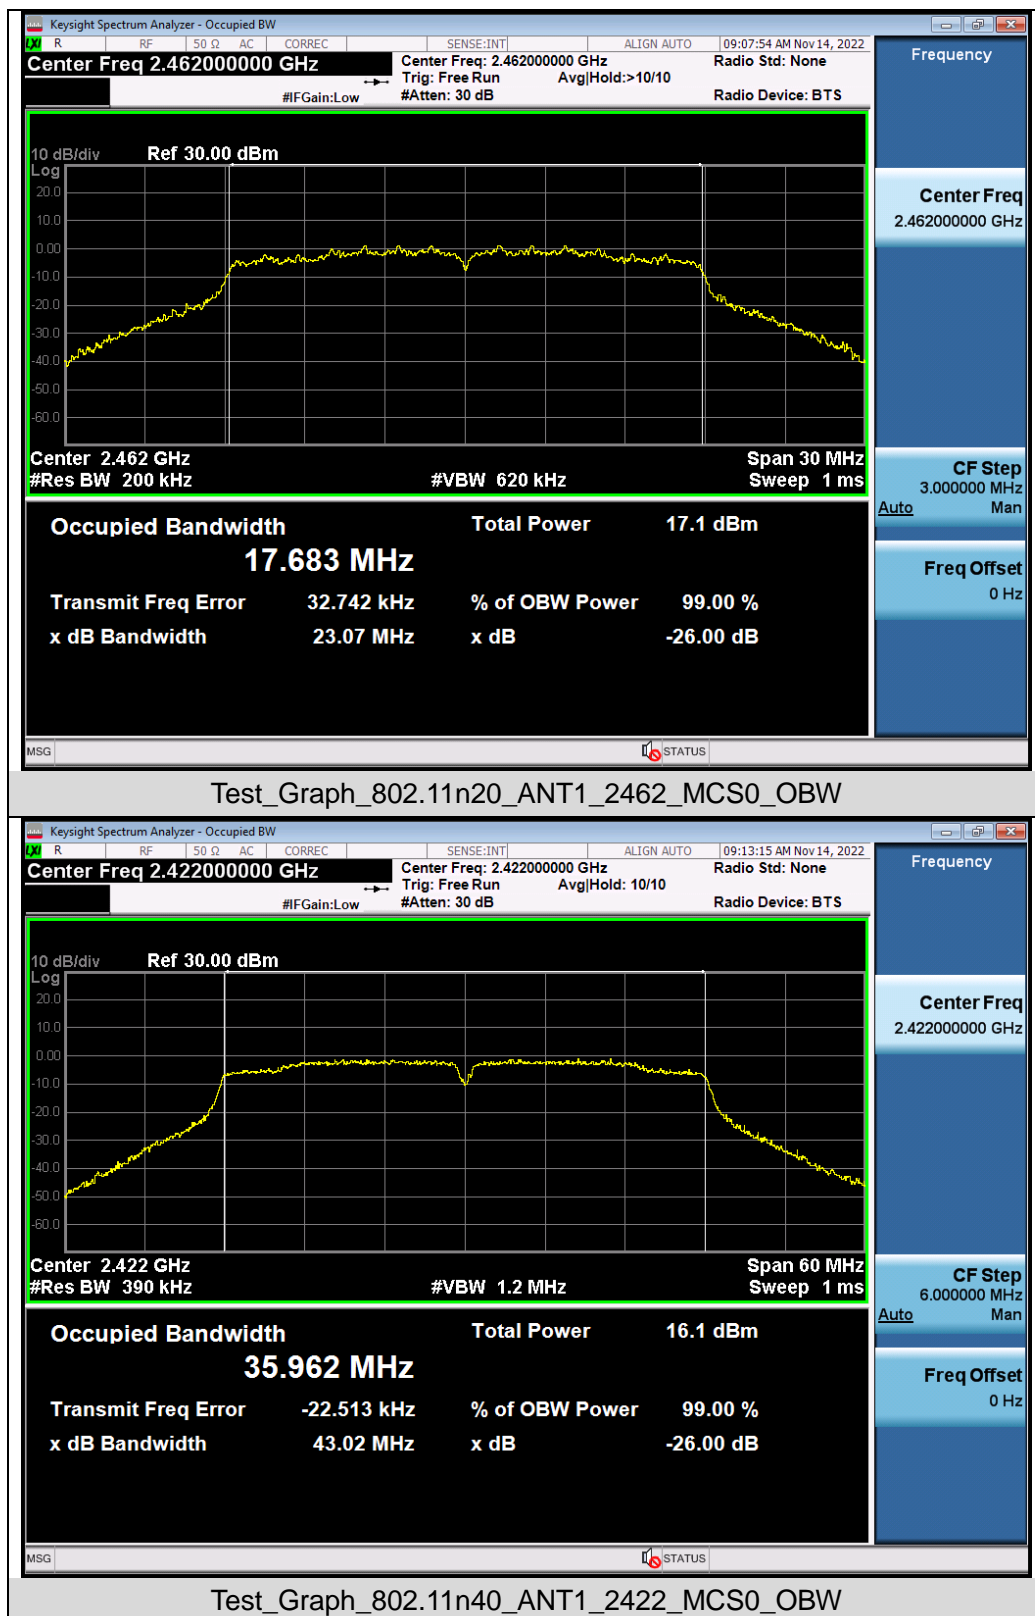 Keysight Spectrum Analyzer - Occupied BW
LXI R RF 50 Ω AC CORREC SENSE:INT ALIGN AUTO 09:07:54 AM Nov 14, 2022
Center Freq 2.462000000 GHz
Center Freq: 2.462000000 GHz Radio Std: None
Trig: Free Run Avg|Hold:>10/10
#IFGain:Low #Atten: 30 dB Radio Device: BTS
Frequency
10 dB/div Ref 30.00 dBm
Log
20.0
10.0
0.00
-10.0
-20.0
-30.0
-40.0
-50.0
-60.0
Center 2.462 GHz Span 30 MHz
#Res BW 200 kHz #VBW 620 kHz Sweep 1 ms
Center Freq
2.462000000 GHz
CF Step
3.000000 MHz
Auto Man
Freq Offset
0 Hz
Occupied Bandwidth Total Power 17.1 dBm
17.683 MHz
Transmit Freq Error 32.742 kHz % of OBW Power 99.00 %
x dB Bandwidth 23.07 MHz x dB -26.00 dB
MSG STATUS
Test_Graph_802.11n20_ANT1_2462_MCS0_OBW
Keysight Spectrum Analyzer - Occupied BW
LXI R RF 50 Ω AC CORREC SENSE:INT ALIGN AUTO 09:13:15 AM Nov 14, 2022
Center Freq 2.422000000 GHz
Center Freq: 2.422000000 GHz Radio Std: None
Trig: Free Run Avg|Hold: 10/10
#IFGain:Low #Atten: 30 dB Radio Device: BTS
Frequency
10 dB/div Ref 30.00 dBm
Log
20.0
10.0
0.00
-10.0
-20.0
-30.0
-40.0
-50.0
-60.0
Center 2.422 GHz Span 60 MHz
#Res BW 390 kHz #VBW 1.2 MHz Sweep 1 ms
Center Freq
2.422000000 GHz
CF Step
6.000000 MHz
Auto Man
Freq Offset
0 Hz
Occupied Bandwidth Total Power 16.1 dBm
35.962 MHz
Transmit Freq Error -22.513 kHz % of OBW Power 99.00 %
x dB Bandwidth 43.02 MHz x dB -26.00 dB
MSG STATUS
Test_Graph_802.11n40_ANT1_2422_MCS0_OBW